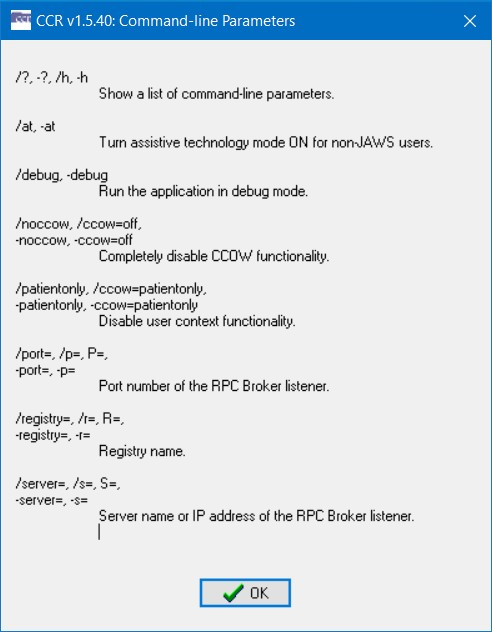 CCR v1.5.40: Command-line Parameters
/?, -?, /h, -h
Show a list of command-line parameters.
/at, -at
Turn assistive technology mode ON for non-JAWS users.
/debug, -debug
Run the application in debug mode.
/noccow, /ccow=off,
-noccow, -ccow=off
Completely disable CCOW functionality.
/patientonly, /ccow=patientonly,
-patientonly, -ccow=patientonly
Disable user context functionality.
/port=, /p=, P=,
-port=, -p=
Port number of the RPC Broker listener.
/registry=, /r=, R=,
-registry=, -r=
Registry name.
/server=, /s=, S=,
-server=, -s=
Server name or IP address of the RPC Broker listener.
OK